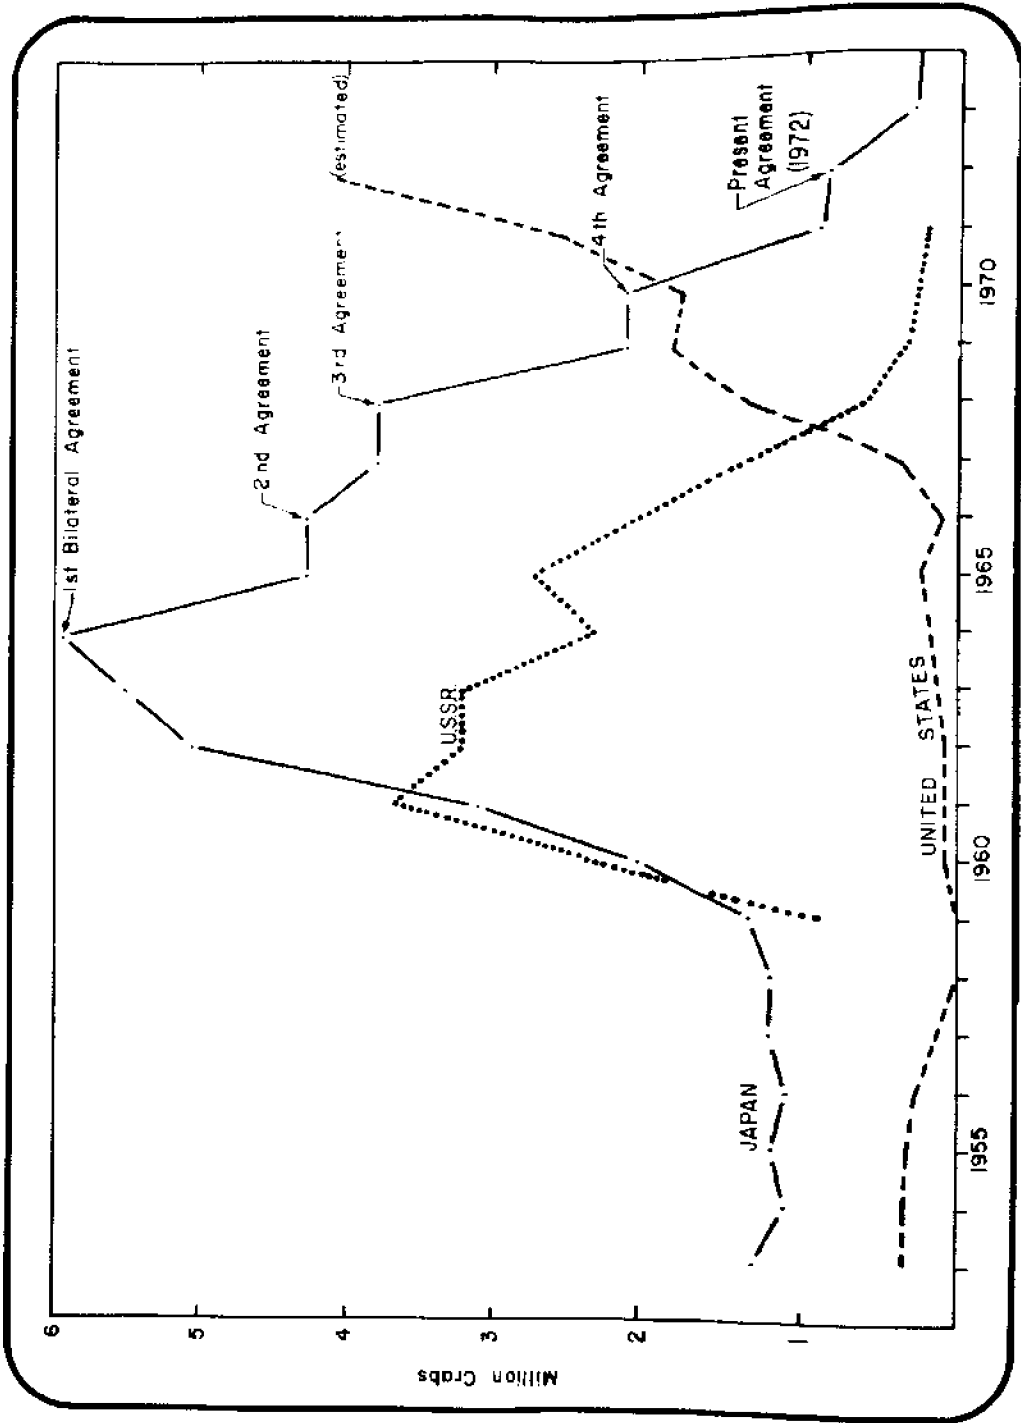 6
5
4
3
2
1
Million Crabs
1st Bilateral Agreement
2nd Agreement
3rd Agreement
(estimated)
4th Agreement
Present
Agreement
(1972)
U.S.S.R.
JAPAN
UNITED STATES
1955
1960
1965
1970